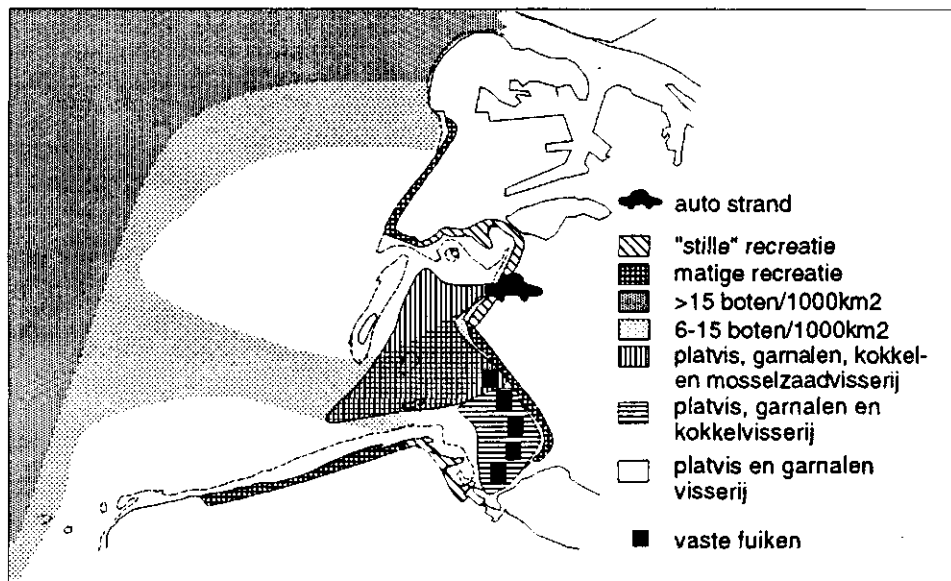 auto strand
"stille" recreatie
matige recreatie
>15 boten/1000km2
6-15 boten/1000km2
platvis, garnalen, kokkel-
en mosselzaadvisserij
platvis, garnalen en
kokkelvisserij
platvis en garnalen
visserij
vaste fuiken